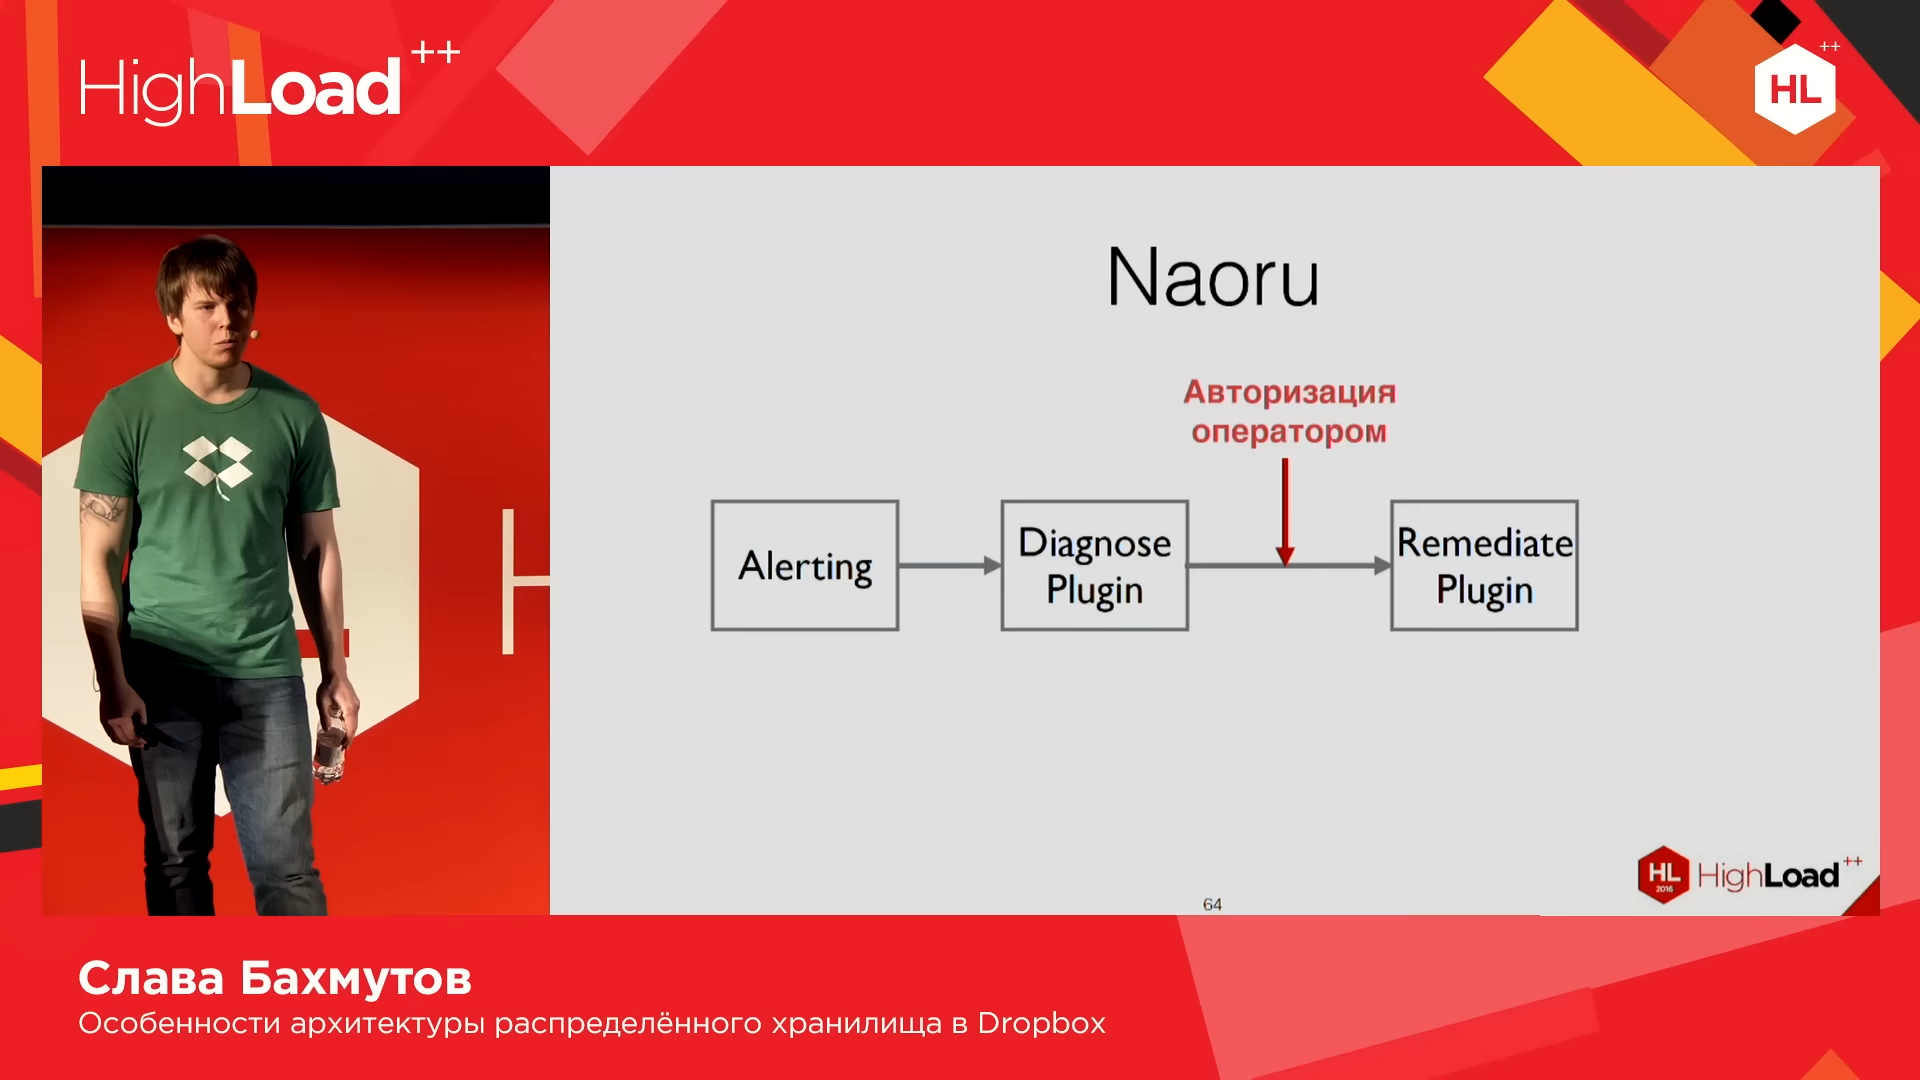 HighLoad++
HL++
Naoru
Авторизация
оператором
Alerting
Diagnose
Plugin
Remediate
Plugin
H
HL
2016
HighLoad++
64
Слава Бахмутов
Особенности архитектуры распределённого хранилища в Dropbox